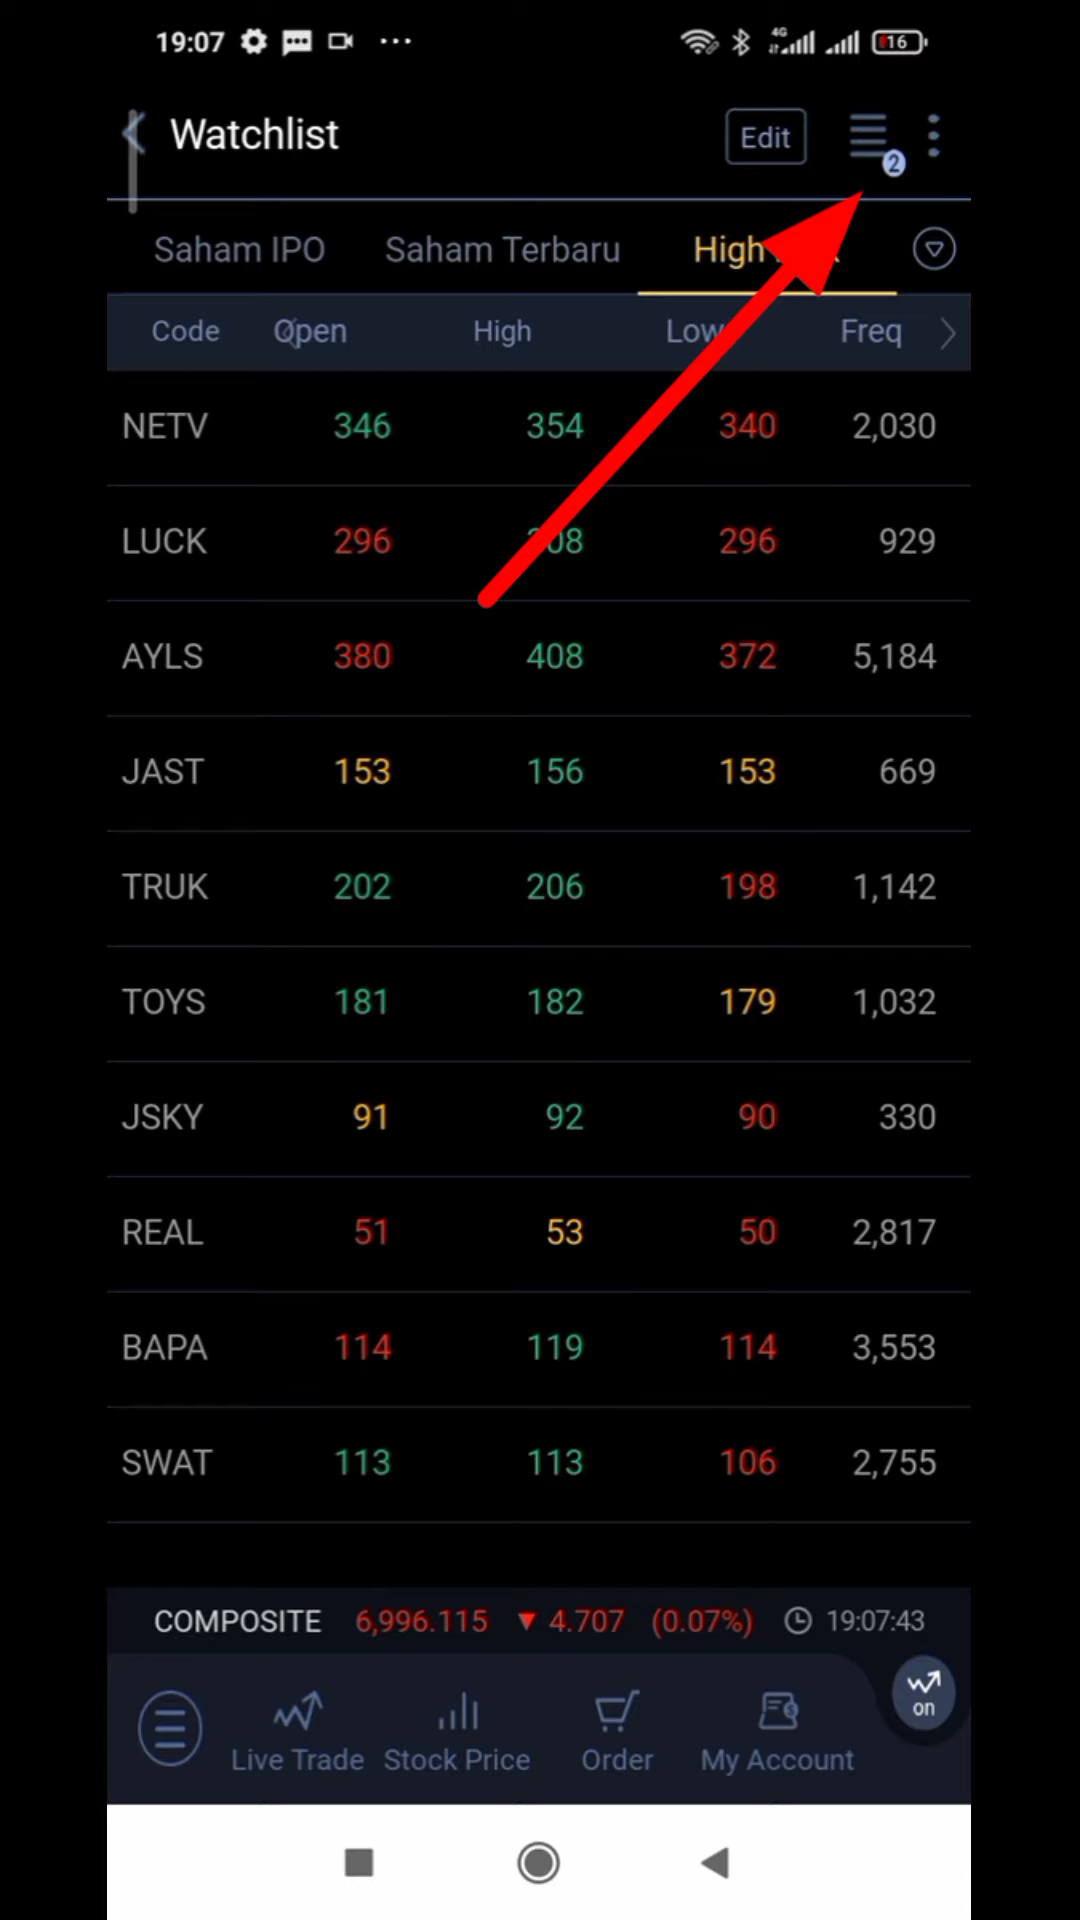 19:07 4G 16
Watchlist Edit 2
Saham IPO Saham Terbaru High
Code Open High Low Freq
NETV 346 354 340 2,030
LUCK 296 296 929
AYLS 380 408 372 5,184
JAST 153 156 153 669
TRUK 202 206 198 1,142
TOYS 181 182 179 1,032
JSKY 91 92 90 330
REAL 51 53 50 2,817
BAPA 114 119 114 3,553
SWAT 113 113 106 2,755
COMPOSITE 6,996.115 ▼ 4.707 (0.07%) 19:07:43
on
Live Trade Stock Price Order My Account